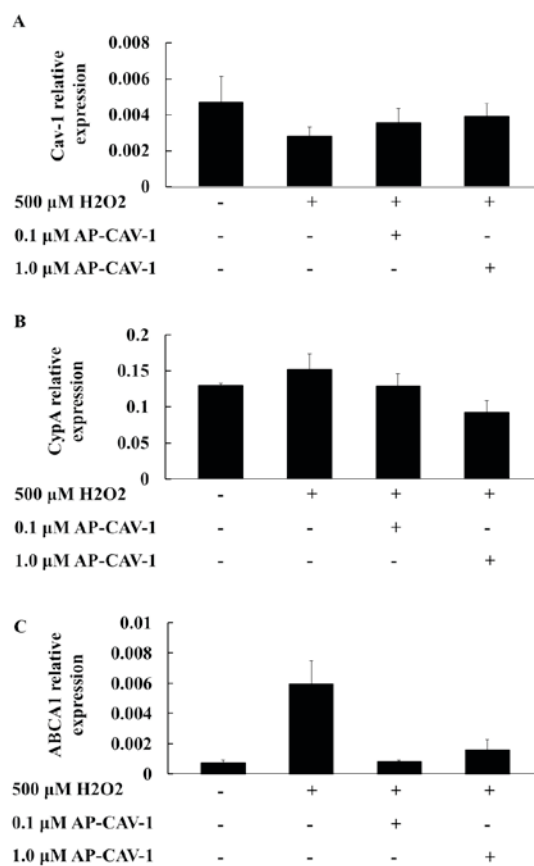 A
Cav-1 relative
expression
0.008
0.006
0.004
0.002
0
500 μM H2O2 - + + +
0.1 μM AP-CAV-1 - - + -
1.0 μM AP-CAV-1 - - - +
B
CypA relative
expression
0.2
0.15
0.1
0.05
0
500 μM H2O2 - + + +
0.1 μM AP-CAV-1 - - + -
1.0 μM AP-CAV-1 - - - +
C
ABCA1 relative
expression
0.01
0.008
0.006
0.004
0.002
0
500 μM H2O2 - + + +
0.1 μM AP-CAV-1 - - + -
1.0 μM AP-CAV-1 - - - +